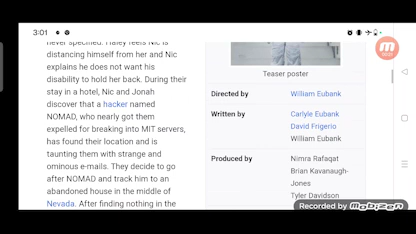 3:01
never specified. Haley feels Nic is
distancing himself from her and Nic
explains he does not want his
disability to hold her back. During their
stay in a hotel, Nic and Jonah
discover that a hacker named
NOMAD, who nearly got them
expelled for breaking into MIT servers,
has found their location and is
taunting them with strange and
ominous e-mails. They decide to go
after NOMAD and track him to an
abandoned house in the middle of
Nevada. After finding nothing in the
Teaser poster
Directed by William Eubank
Written by Carlyle Eubank
David Frigerio
William Eubank
Produced by Nimra Rafaqat
Brian Kavanaugh-
Jones
Tyler Davidson
Recorded by Mobizen